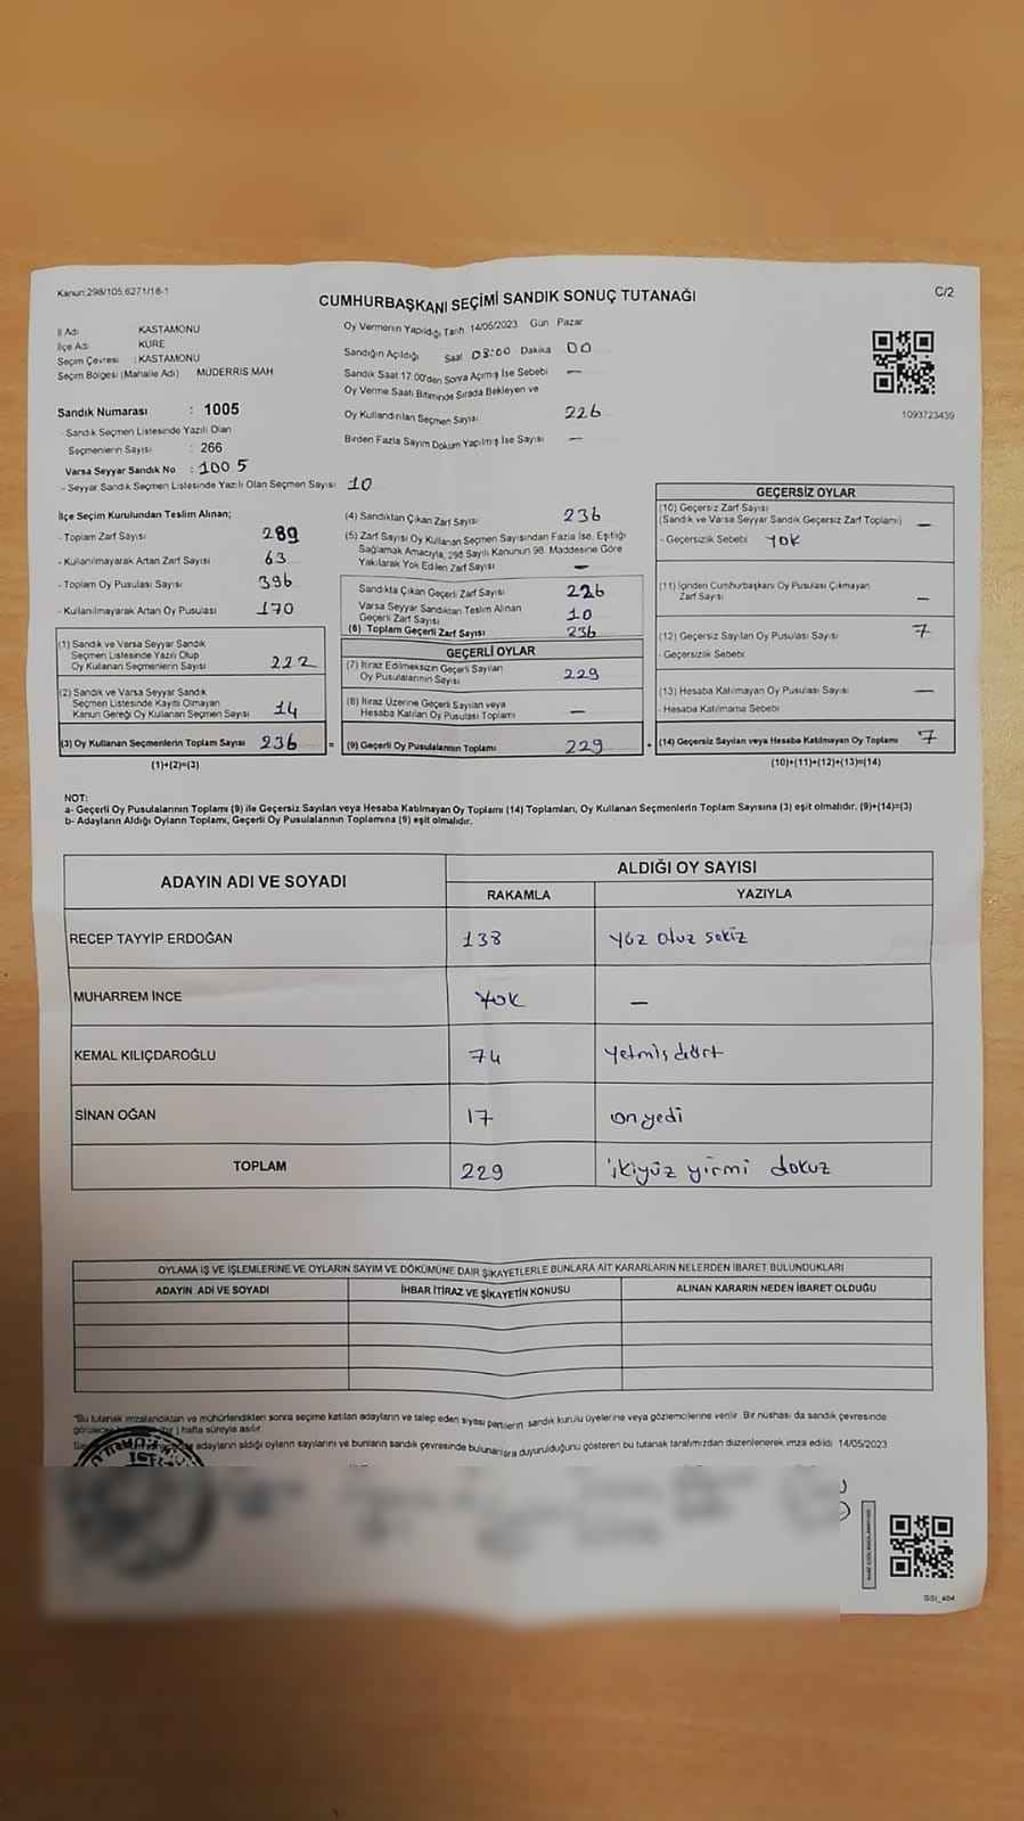 Kanun:298/105,6271/18-1
C/2
CUMHURBAŞKANI SEÇİMİ SANDIK SONUÇ TUTANAĞI
İl Adı KASTAMONU
İlçe Adı KÜRE
Seçim Çevresi : KASTAMONU
Seçim Bölgesi (Mahalle Adı) MÜDERRİS MAH
Sandık Numarası : 1005
- Sandık Seçmen Listesinde Yazılı Olan
Seçmenlerin Sayısı : 266
Varsa Seyyar Sandık No : 1005
- Seyyar Sandık Seçmen Listesinde Yazılı Olan Seçmen Sayısı 10
Oy Vermenin Yapıldığı Tarih 14/05/2023 Gün Pazar
Sandığın Açıldığı Saat 08:00 Dakika 00
Sandık Saat 17:00'den Sonra Açılmış İse Sebebi —
Oy Verme Saati Bitiminde Sırada Bekleyen ve
Oy Kullandırılan Seçmen Sayısı 226
Birden Fazla Sayım Döküm Yapılmış İse Sayısı —
1093723439
İlçe Seçim Kurulundan Teslim Alınan;
- Toplam Zarf Sayısı 289
- Kullanılmayarak Artan Zarf Sayısı 63
- Toplam Oy Pusulası Sayısı 396
- Kullanılmayarak Artan Oy Pusulası 170
(1) Sandık ve Varsa Seyyar Sandık
Seçmen Listesinde Yazılı Olup
Oy Kullanan Seçmenlerin Sayısı 222
(2) Sandık ve Varsa Seyyar Sandık
Seçmen Listesinde Kayıtlı Olmayan
Kanun Gereği Oy Kullanan Seçmen Sayısı 14
(3) Oy Kullanan Seçmenlerin Toplam Sayısı 236 =
(1)+(2)=(3)
(4) Sandıktan Çıkan Zarf Sayısı 236
(5) Zarf Sayısı Oy Kullanan Seçmen Sayısından Fazla İse, Eşitliği
Sağlamak Amacıyla, 298 Sayılı Kanunun 98. Maddesine Göre
Yakılarak Yok Edilen Zarf Sayısı —
Sandıkta Çıkan Geçerli Zarf Sayısı 226
Varsa Seyyar Sandıktan Teslim Alınan
Geçerli Zarf Sayısı 10
(6) Toplam Geçerli Zarf Sayısı 236
GEÇERLİ OYLAR
(7) İtiraz Edilmeksizin Geçerli Sayılan
Oy Pusulalarının Sayısı 229
(8) İtiraz Üzerine Geçerli Sayılan veya
Hesaba Katılan Oy Pusulası Toplamı —
(9) Geçerli Oy Pusulalarının Toplamı 229 +
GEÇERSİZ OYLAR
(10) Geçersiz Zarf Sayısı
(Sandık ve Varsa Seyyar Sandık Geçersiz Zarf Toplamı) —
- Geçersizlik Sebebi YOK
(11) İçinden Cumhurbaşkanı Oy Pusulası Çıkmayan
Zarf Sayısı —
(12) Geçersiz Sayılan Oy Pusulası Sayısı 7
- Geçersizlik Sebebi
(13) Hesaba Katılmayan Oy Pusulası Sayısı —
- Hesaba Katılmama Sebebi
(14) Geçersiz Sayılan veya Hesaba Katılmayan Oy Toplamı 7
(10)+(11)+(12)+(13)=(14)
NOT:
a- Geçerli Oy Pusulalarının Toplamı (9) ile Geçersiz Sayılan veya Hesaba Katılmayan Oy Toplamı (14) Toplamları, Oy Kullanan Seçmenlerin Toplam Sayısına (3) eşit olmalıdır. (9)+(14)=(3)
b- Adayların Aldığı Oyların Toplamı, Geçerli Oy Pusulalarının Toplamına (9) eşit olmalıdır.
ADAYIN ADI VE SOYADI
ALDIĞI OY SAYISI
RAKAMLA YAZIYLA
RECEP TAYYİP ERDOĞAN 138 yüz otuz sekiz
MUHARREM İNCE YOK —
KEMAL KILIÇDAROĞLU 74 yetmiş dört
SİNAN OĞAN 17 on yedi
TOPLAM 229 ikiyüz yirmi dokuz
OYLAMA İŞ VE İŞLEMLERİNE VE OYLARIN SAYIM VE DÖKÜMÜNE DAİR ŞİKAYETLERLE BUNLARA AİT KARARLARIN NELERDEN İBARET BULUNDUKLARI
ADAYIN ADI VE SOYADI İHBAR İTİRAZ VE ŞİKAYETİN KONUSU ALINAN KARARIN NEDEN İBARET OLDUĞU
*Bu tutanak imzalandıktan ve mühürlendikten sonra seçime katılan adayların ve talep eden siyasi partilerin sandık kurulu üyelerine veya gözlemcilerine verilir. Bir nüshası da sandık çevresinde
hafta süreyle asılır.
adayların aldığı oyların sayılarını ve bunların sandık çevresinde bulunanlara duyurulduğunu gösteren bu tutanak tarafımızdan düzenlenerek imza edildi. 14/05/2023